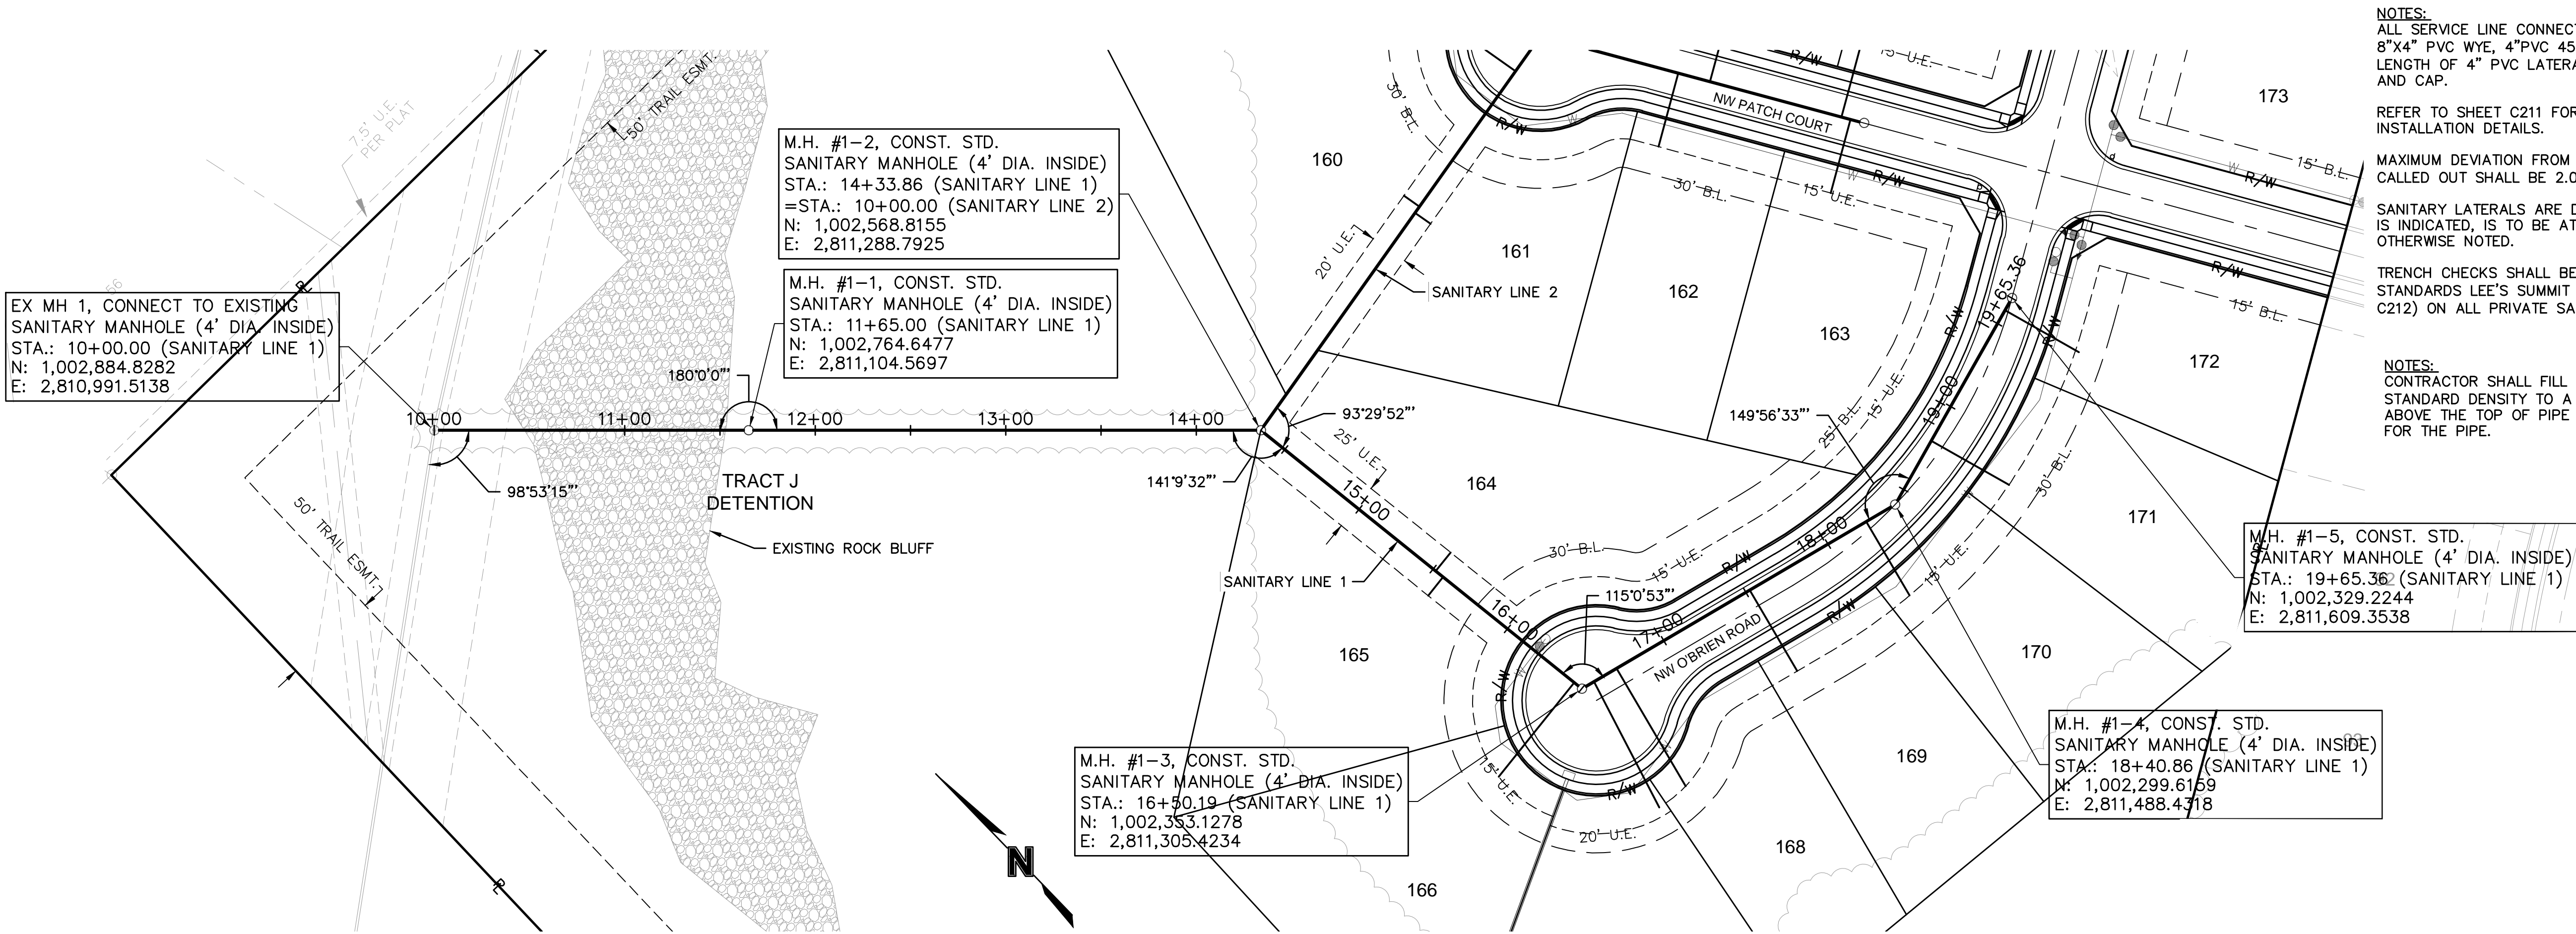 NOTES:
ALL SERVICE LINE CONNECT
8"X4" PVC WYE, 4"PVC 45
LENGTH OF 4" PVC LATERA
AND CAP.
REFER TO SHEET C211 FOR
INSTALLATION DETAILS.
MAXIMUM DEVIATION FROM
CALLED OUT SHALL BE 2.0
SANITARY LATERALS ARE D
IS INDICATED, IS TO BE AT
OTHERWISE NOTED.
TRENCH CHECKS SHALL BE
STANDARDS LEE'S SUMMIT
C212) ON ALL PRIVATE SA
NOTES:
CONTRACTOR SHALL FILL
STANDARD DENSITY TO A
ABOVE THE TOP OF PIPE
FOR THE PIPE.
7.5' U.E.
PER PLAT
50' TRAIL ESMT.
M.H. #1-2, CONST. STD.
SANITARY MANHOLE (4' DIA. INSIDE)
STA.: 14+33.86 (SANITARY LINE 1)
=STA.: 10+00.00 (SANITARY LINE 2)
N: 1,002,568.8155
E: 2,811,288.7925
M.H. #1-1, CONST. STD.
SANITARY MANHOLE (4' DIA. INSIDE)
STA.: 11+65.00 (SANITARY LINE 1)
N: 1,002,764.6477
E: 2,811,104.5697
56
PL
EX MH 1, CONNECT TO EXISTING
SANITARY MANHOLE (4' DIA. INSIDE)
STA.: 10+00.00 (SANITARY LINE 1)
N: 1,002,884.8282
E: 2,810,991.5138
180°0'0"'
10+00
11+00
12+00
13+00
14+00
98°53'15"'
TRACT J
DETENTION
EXISTING ROCK BLUFF
50' TRAIL ESMT.
PL
N
160
30' B.L.
R/W
W
NW PATCH COURT
R/W
15' U.E.
173
15' B.L.
W
R/W
20' U.E.
161
SANITARY LINE 2
162
30' B.L.
15' U.E.
W
R/W
163
R/W
15' B.L.
172
93°29'52"'
25' U.E.
141°9'32"'
164
15+00
SANITARY LINE 1
16+00
149°56'33"'
25' B.L.
15' U.E.
R/W
19+65.36
R/W
19+00
30' B.L.
171
30' B.L.
15' U.E.
R/W
18+00
115°0'53"'
17+00
NW O'BRIEN ROAD
R/W
15' U.E.
165
R/W
W
170
169
168
166
15' U.E.
R/W
20' U.E.
M.H. #1-3, CONST. STD.
SANITARY MANHOLE (4' DIA. INSIDE)
STA.: 16+50.19 (SANITARY LINE 1)
N: 1,002,353.1278
E: 2,811,305.4234
M.H. #1-5, CONST. STD.
SANITARY MANHOLE (4' DIA. INSIDE)
STA.: 19+65.36 (SANITARY LINE 1)
N: 1,002,329.2244
E: 2,811,609.3538
PL
M.H. #1-4, CONST. STD.
SANITARY MANHOLE (4' DIA. INSIDE)
STA.: 18+40.86 (SANITARY LINE 1)
N: 1,002,299.6159
E: 2,811,488.4318